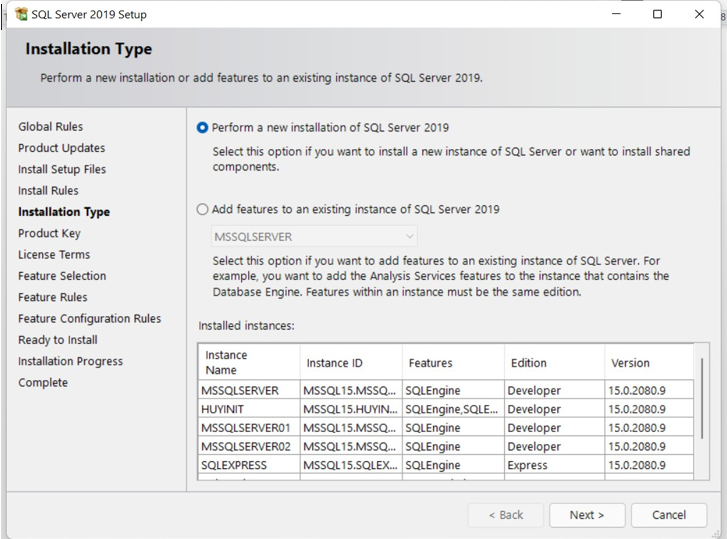 SQL Server 2019 Setup
Installation Type
Perform a new installation or add features to an existing instance of SQL Server 2019.
Global Rules
Product Updates
Install Setup Files
Install Rules
Installation Type
Product Key
License Terms
Feature Selection
Feature Rules
Feature Configuration Rules
Ready to Install
Installation Progress
Complete
Perform a new installation of SQL Server 2019
Select this option if you want to install a new instance of SQL Server or want to install shared
components.
Add features to an existing instance of SQL Server 2019
MSSQLSERVER
Select this option if you want to add features to an existing instance of SQL Server. For
example, you want to add the Analysis Services features to the instance that contains the
Database Engine. Features within an instance must be the same edition.
Installed instances:
Instance Name Instance ID Features Edition Version
MSSQLSERVER MSSQL15.MSSQ... SQLEngine Developer 15.0.2080.9
HUYINIT MSSQL15.HUYIN... SQLEngine,SQLE... Developer 15.0.2080.9
MSSQLSERVER01 MSSQL15.MSSQ... SQLEngine Developer 15.0.2080.9
MSSQLSERVER02 MSSQL15.MSSQ... SQLEngine Developer 15.0.2080.9
SQLEXPRESS MSSQL15.SQLEX... SQLEngine Express 15.0.2080.9
< Back Next > Cancel